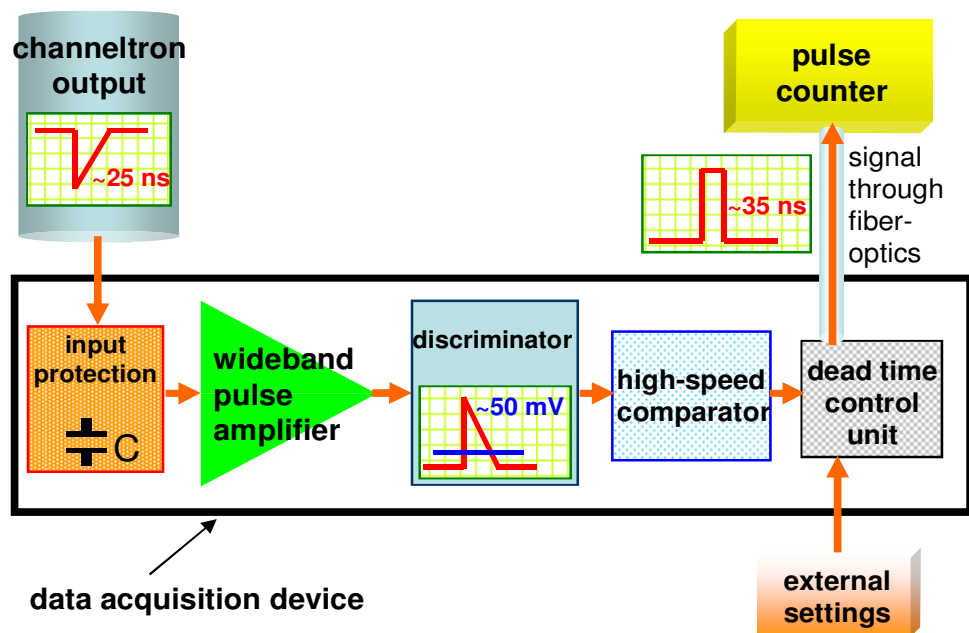 channeltron
output
~25 ns
pulse
counter
~35 ns
signal
through
fiber-
optics
input
protection
C
wideband
pulse
amplifier
discriminator
~50 mV
high-speed
comparator
dead time
control
unit
data acquisition device
external
settings